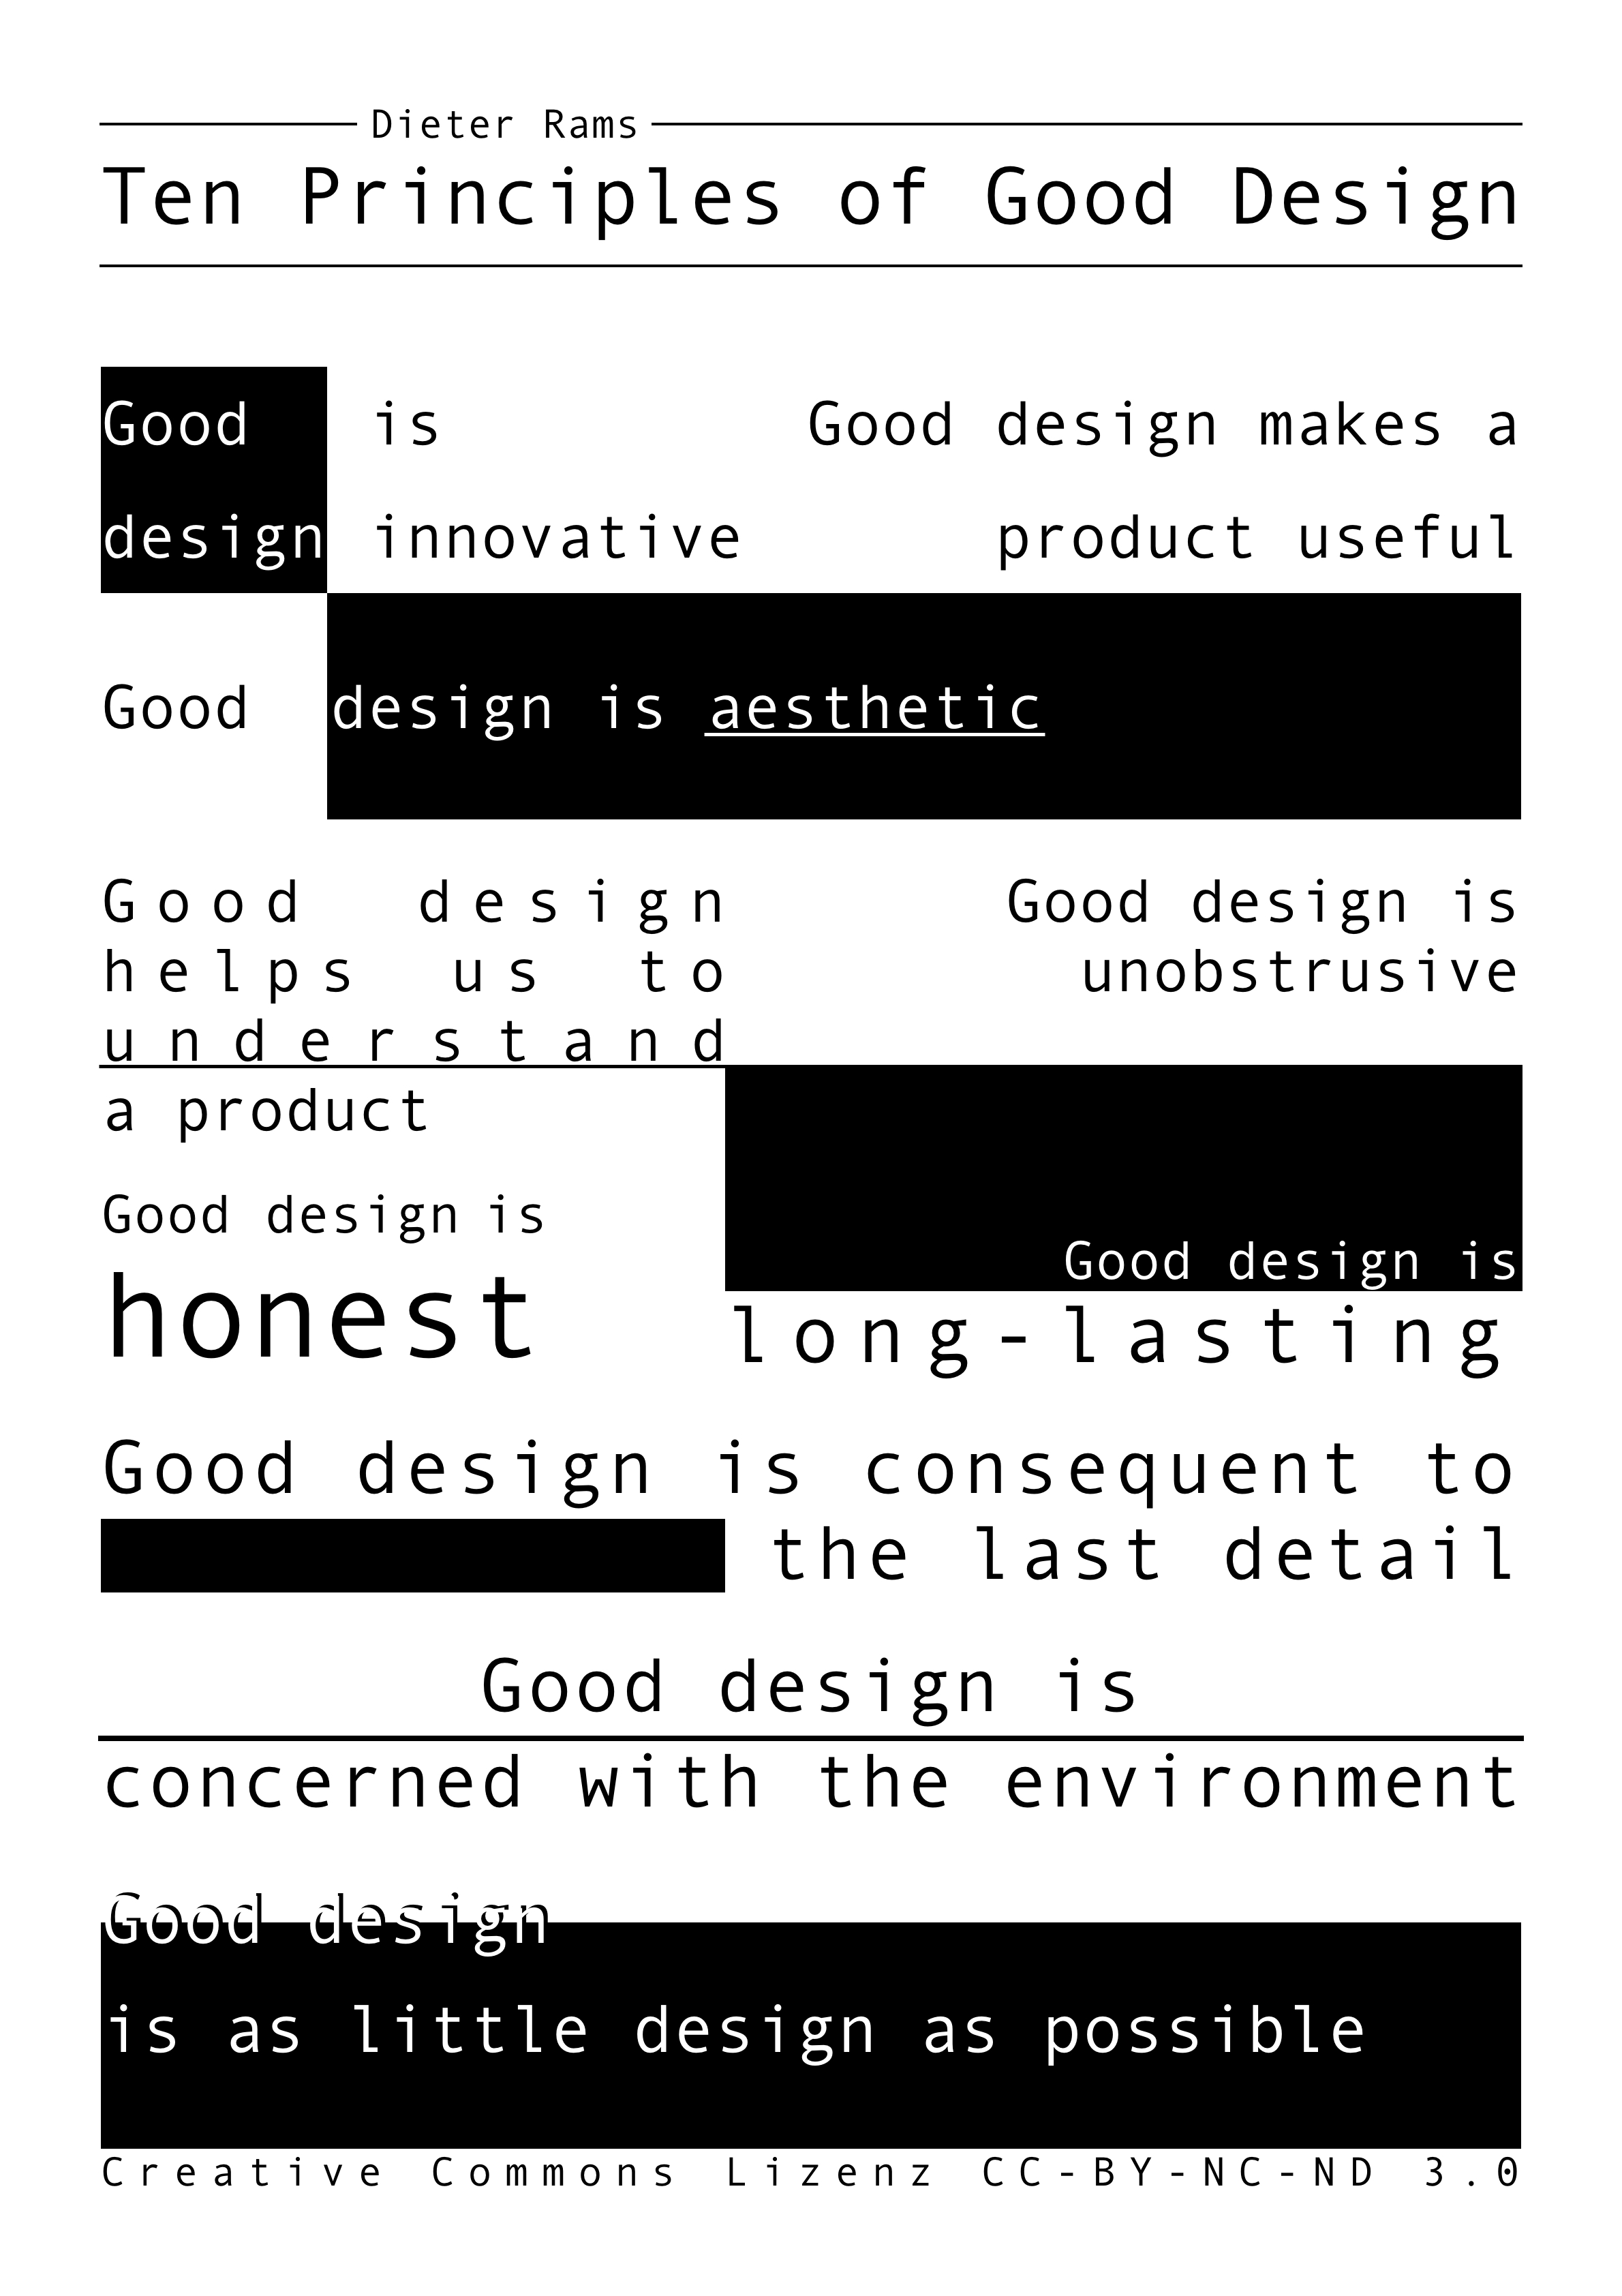 Dieter Rams
Ten Principles of Good Design
Good is
design innovative
Good design makes a
product useful
Good design is aesthetic
Good design
helps us to
understand
a product
Good design is
unobstrusive
Good design is
honest
Good design is
long-lasting
Good design is consequent to
the last detail
Good design is
concerned with the environment
Good design
is as little design as possible
Creative Commons Lizenz CC-BY-NC-ND 3.0